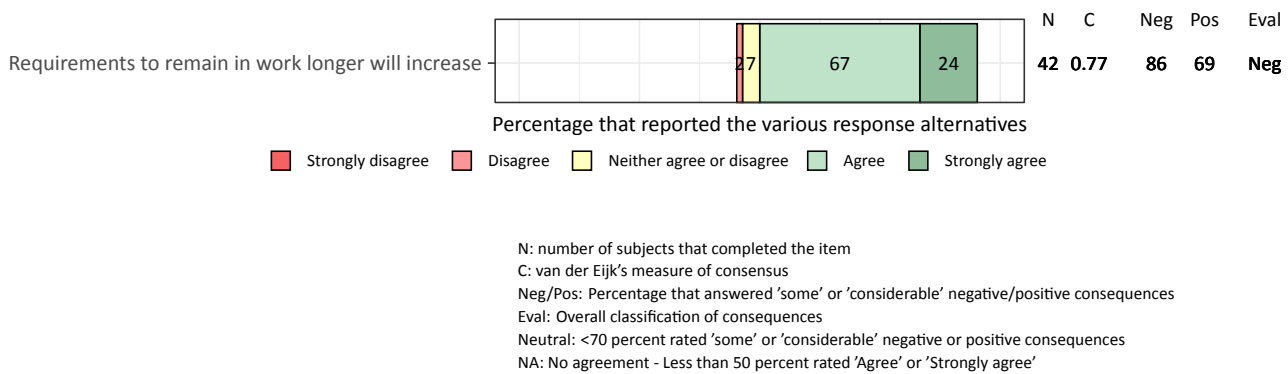 N C Neg Pos Eval
Requirements to remain in work longer will increase 2 7 67 24 42 0.77 86 69 Neg
Percentage that reported the various response alternatives
Strongly disagree Disagree Neither agree or disagree Agree Strongly agree
N: number of subjects that completed the item
C: van der Eijk’s measure of consensus
Neg/Pos: Percentage that answered ’some’ or ’considerable’ negative/positive consequences
Eval: Overall classification of consequences
Neutral: <70 percent rated ’some’ or ’considerable’ negative or positive consequences
NA: No agreement - Less than 50 percent rated ’Agree’ or ’Strongly agree’